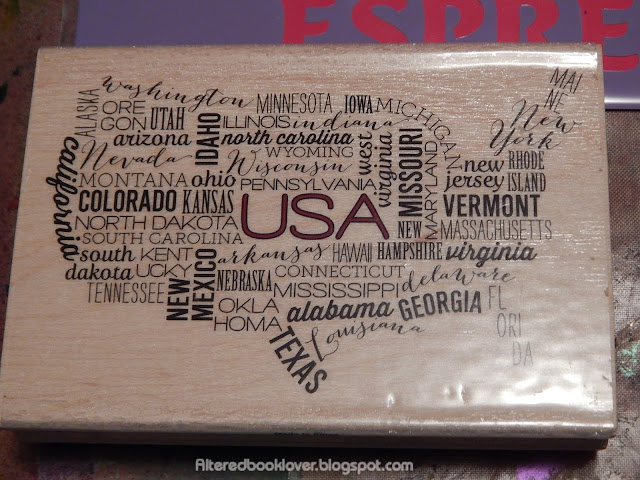 ESPRE
MAI
NE
ALASKA
washington
MINNESOTA
IOWA
MICHIGAN
New
York
ORE
GON
UTAH
IDAHO
ILLINOIS
indiana
arizona
north carolina
california
Nevada
WYOMING
Wisconsin
west
virginia
MISSOURI
MARYLAND
new
jersey
RHODE
ISLAND
MONTANA
ohio
PENNSYLVANIA
COLORADO
KANSAS
USA
VERMONT
NORTH DAKOTA
NEW
HAMPSHIRE
MASSACHUSETTS
SOUTH CAROLINA
south
dakota
KENT
UCKY
NEW
MEXICO
arkansas
HAWAII
virginia
TENNESSEE
NEBRASKA
CONNECTICUT
delaware
MISSISSIPPI
OKLA
HOMA
alabama
GEORGIA
FL
ORI
DA
TEXAS
Louisiana
Alteredbooklover.blogspot.com